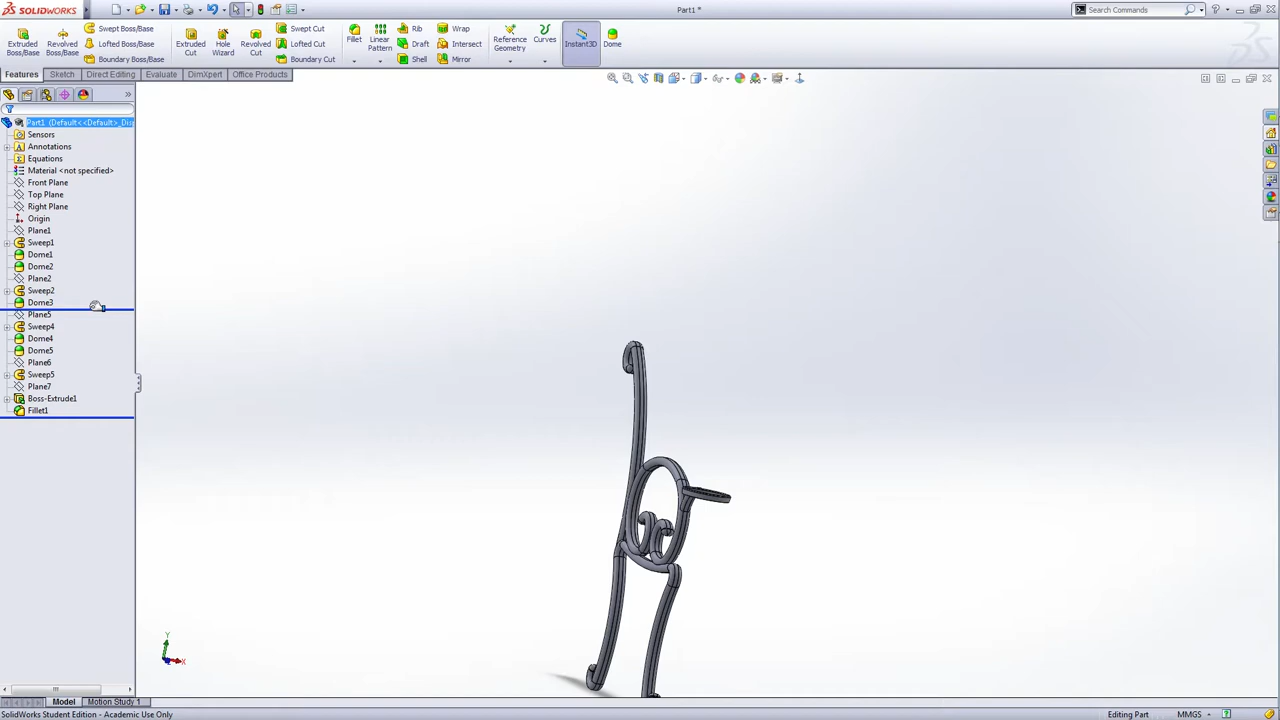 SOLIDWORKS
Part1 *
Search Commands
Extruded Boss/Base
Revolved Boss/Base
Swept Boss/Base
Lofted Boss/Base
Boundary Boss/Base
Extruded Cut
Hole Wizard
Revolved Cut
Swept Cut
Lofted Cut
Boundary Cut
Fillet
Linear Pattern
Rib
Draft
Shell
Wrap
Intersect
Mirror
Reference Geometry
Curves
Instant3D
Dome
Features
Sketch
Direct Editing
Evaluate
DimXpert
Office Products
Part1 (Default<<Default>_Dis
Sensors
Annotations
Equations
Material <not specified>
Front Plane
Top Plane
Right Plane
Origin
Plane1
Sweep1
Dome1
Dome2
Plane2
Sweep2
Dome3
Plane5
Sweep4
Dome4
Dome5
Plane6
Sweep5
Plane7
Boss-Extrude1
Fillet1
Y
X
Model
Motion Study 1
SolidWorks Student Edition - Academic Use Only
Editing Part
MMGS